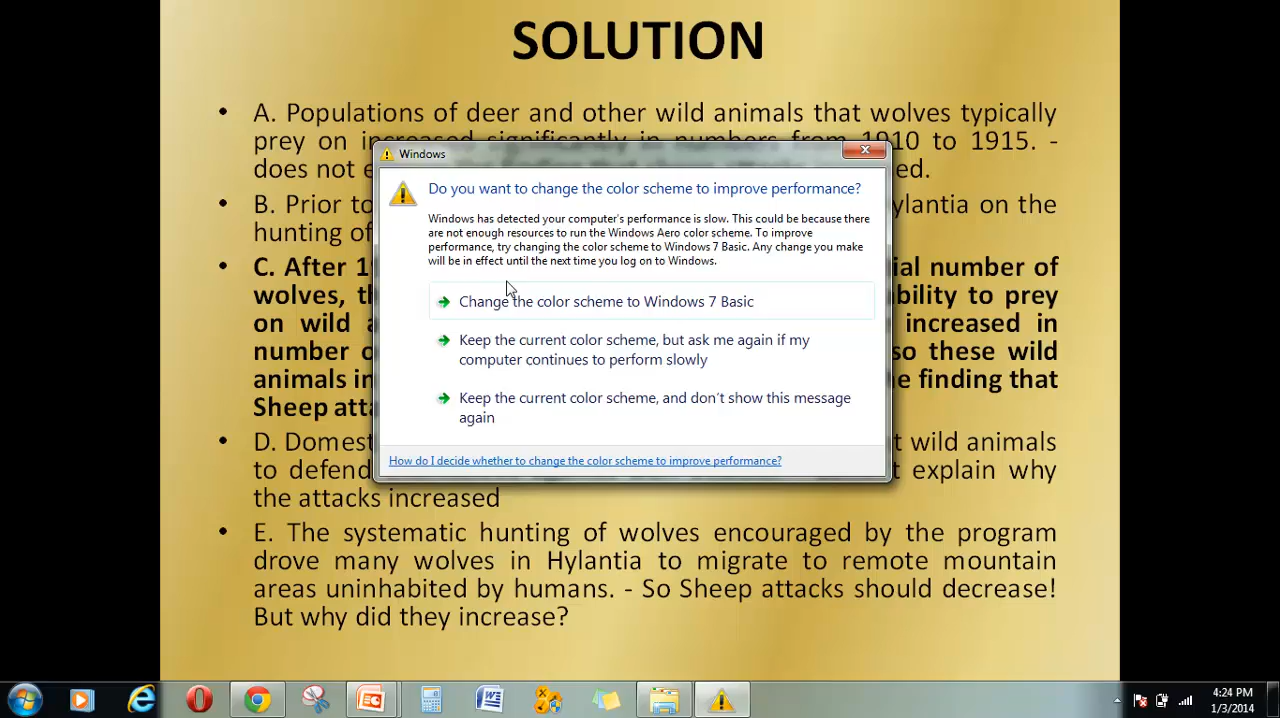 SOLUTION
• A. Populations of deer and other wild animals that wolves typically
prey on increased significantly in numbers from 1910 to 1915. -
does not e ed.
• B. Prior to ylantia on the
hunting of
• C. After 19 ial number of
wolves, th bility to prey
on wild a increased in
number o so these wild
animals in e finding that
Sheep atta
• D. Domest t wild animals
to defend t explain why
the attacks increased
• E. The systematic hunting of wolves encouraged by the program
drove many wolves in Hylantia to migrate to remote mountain
areas uninhabited by humans. - So Sheep attacks should decrease!
But why did they increase?
Windows
Do you want to change the color scheme to improve performance?
Windows has detected your computer's performance is slow. This could be because there
are not enough resources to run the Windows Aero color scheme. To improve
performance, try changing the color scheme to Windows 7 Basic. Any change you make
will be in effect until the next time you log on to Windows.
Change the color scheme to Windows 7 Basic
Keep the current color scheme, but ask me again if my
computer continues to perform slowly
Keep the current color scheme, and don't show this message
again
How do I decide whether to change the color scheme to improve performance?
4:24 PM
1/3/2014